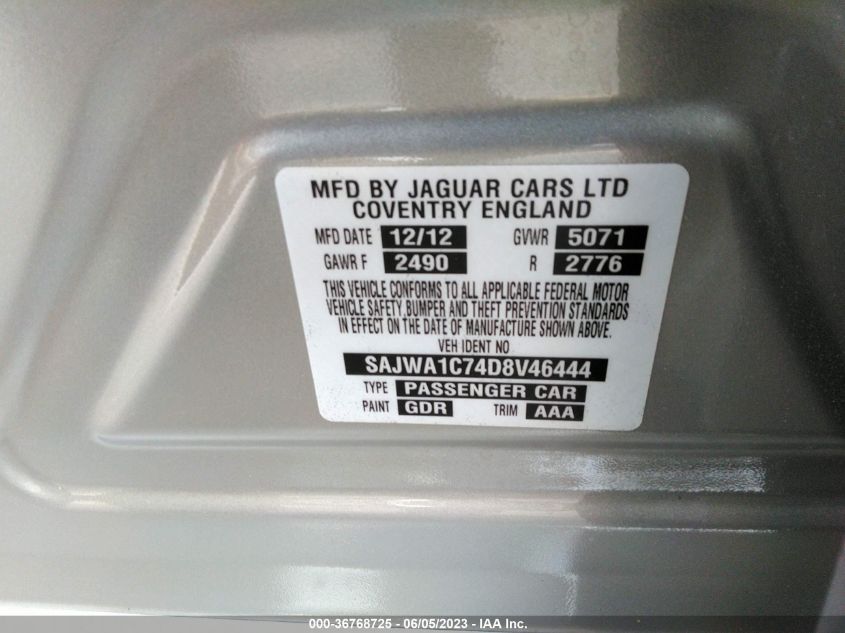 MFD BY JAGUAR CARS LTD
COVENTRY ENGLAND
MFD DATE 12/12 GVWR 5071
GAWR F 2490 R 2776
THIS VEHICLE CONFORMS TO ALL APPLICABLE FEDERAL MOTOR
VEHICLE SAFETY, BUMPER AND THEFT PREVENTION STANDARDS
IN EFFECT ON THE DATE OF MANUFACTURE SHOWN ABOVE.
VEH IDENT NO
SAJWA1C74D8V46444
TYPE PASSENGER CAR
PAINT GDR TRIM AAA
000-36768725 - 06/05/2023 - IAA Inc.